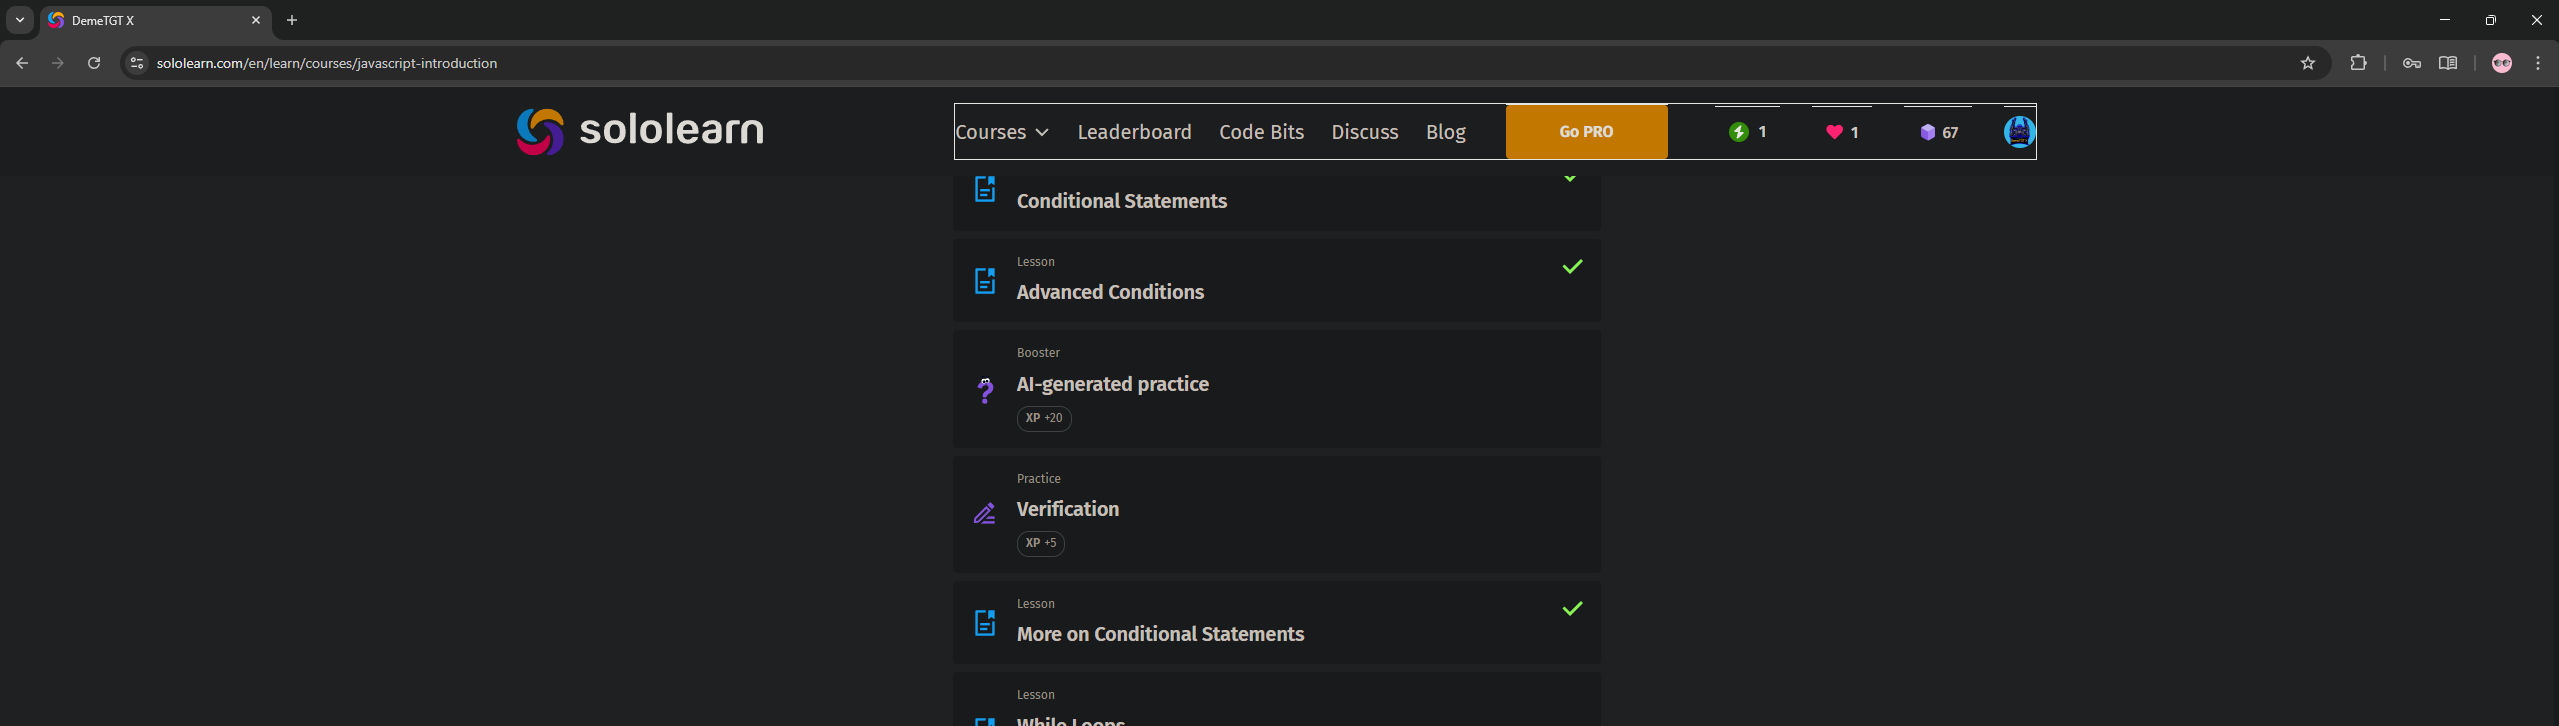 DemeTGT X
sololearn.com/en/learn/courses/javascript-introduction
sololearn
Courses Leaderboard Code Bits Discuss Blog Go PRO 1 1 67
Conditional Statements
Lesson
Advanced Conditions
Booster
AI-generated practice
XP +20
Practice
Verification
XP +5
Lesson
More on Conditional Statements
Lesson
While Loops